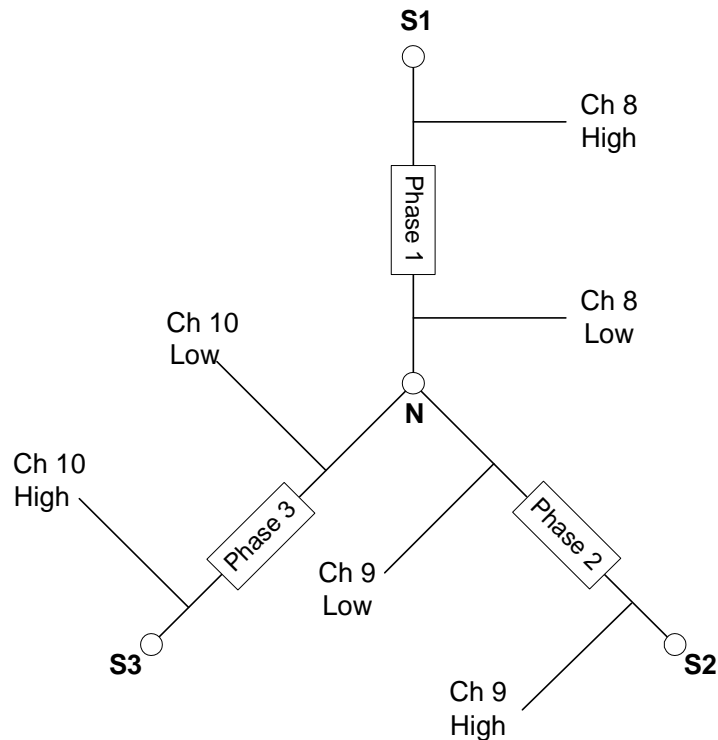 S1
Ch 8
High
Phase 1
Ch 8
Low
Ch 10
Low
N
Ch 10
High
Phase 3
Phase 2
Ch 9
Low
S3
S2
Ch 9
High